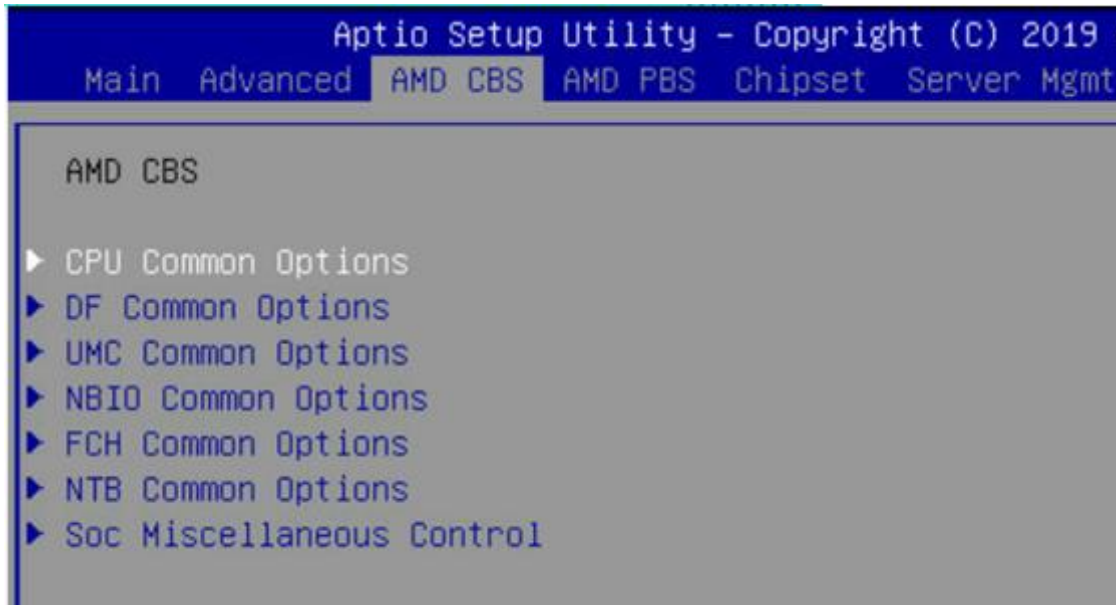 Aptio Setup Utility – Copyright (C) 2019
Main Advanced AMD CBS AMD PBS Chipset Server Mgmt
AMD CBS
CPU Common Options
DF Common Options
UMC Common Options
NBIO Common Options
FCH Common Options
NTB Common Options
Soc Miscellaneous Control